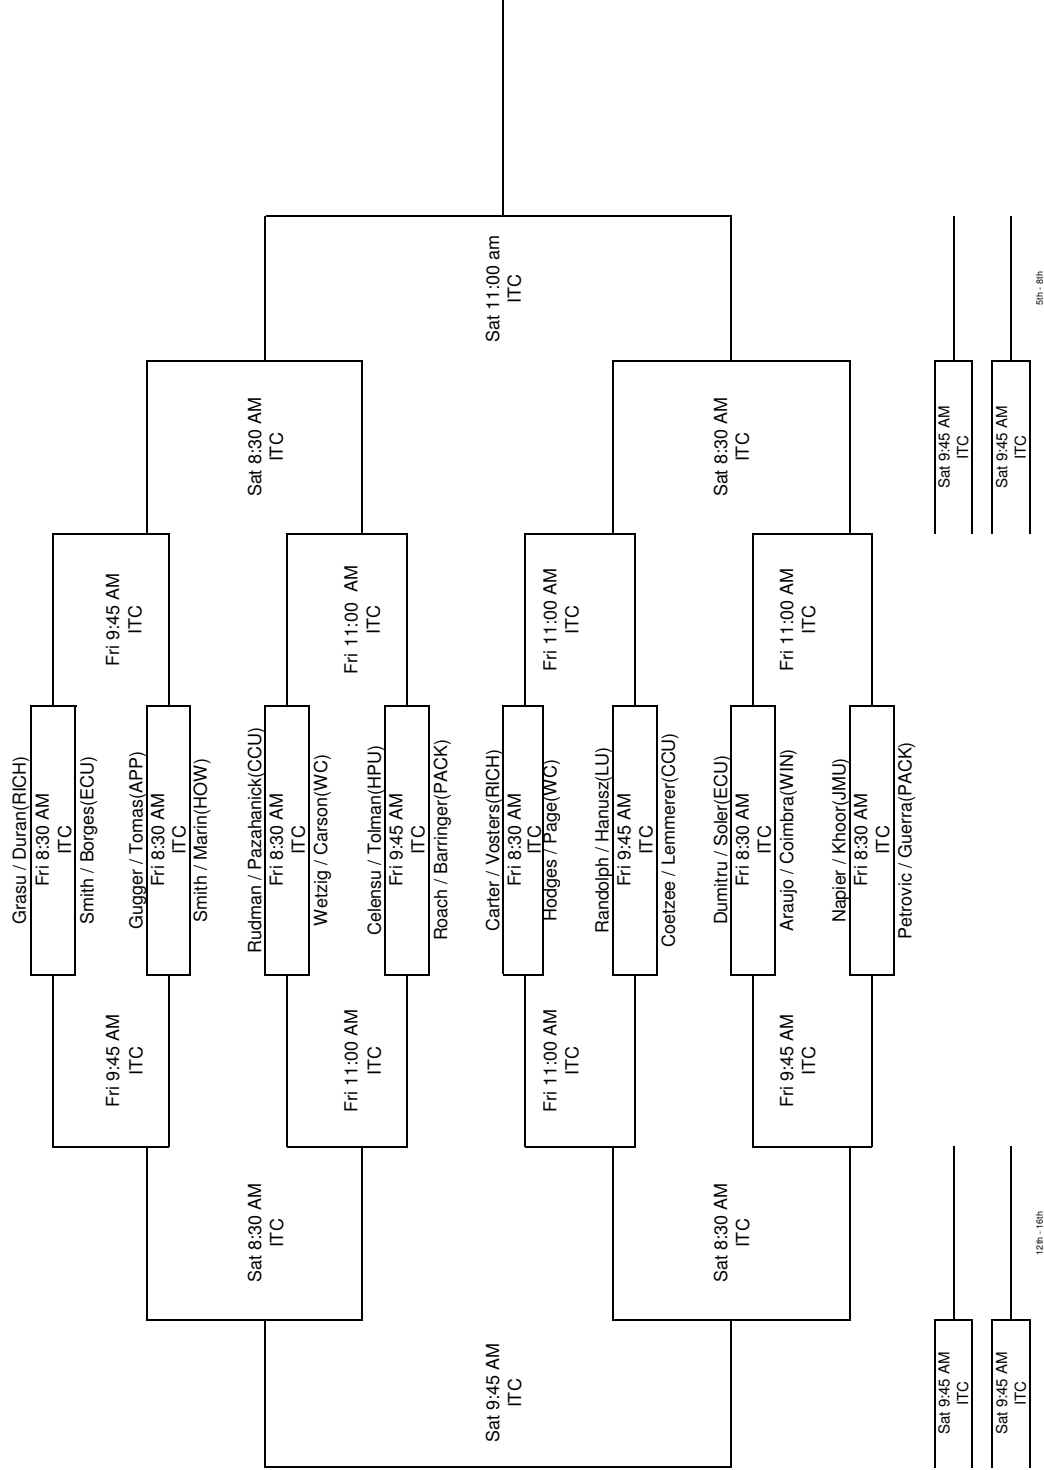 Grasu / Duran(RICH)
Fri 8:30 AM
ITC
Smith / Borges(ECU)
Gugger / Tomas(APP)
Fri 8:30 AM
ITC
Smith / Marin(HOW)
Rudman / Pazahanick(CCU)
Fri 8:30 AM
ITC
Wetzig / Carson(WC)
Celensu / Tolman(HPU)
Fri 9:45 AM
ITC
Roach / Barringer(PACK)
Carter / Vosters(RICH)
Fri 8:30 AM
ITC
Hodges / Page(WC)
Randolph / Hanusz(LU)
Fri 9:45 AM
ITC
Coetzee / Lemmerer(CCU)
Dumitru / Soler(ECU)
Fri 8:30 AM
ITC
Araujo / Coimbra(WIN)
Napier / Khoor(JMU)
Fri 8:30 AM
ITC
Petrovic / Guerra(PACK)
Fri 9:45 AM
ITC
Fri 11:00 AM
ITC
Fri 11:00 AM
ITC
Fri 11:00 AM
ITC
Sat 8:30 AM
ITC
Sat 8:30 AM
ITC
Sat 11:00 am
ITC
Sat 9:45 AM
ITC
Sat 9:45 AM
ITC
5th - 8th
Fri 9:45 AM
ITC
Fri 11:00 AM
ITC
Fri 11:00 AM
ITC
Fri 9:45 AM
ITC
Sat 8:30 AM
ITC
Sat 8:30 AM
ITC
Sat 9:45 AM
ITC
Sat 9:45 AM
ITC
Sat 9:45 AM
ITC
12th - 16th